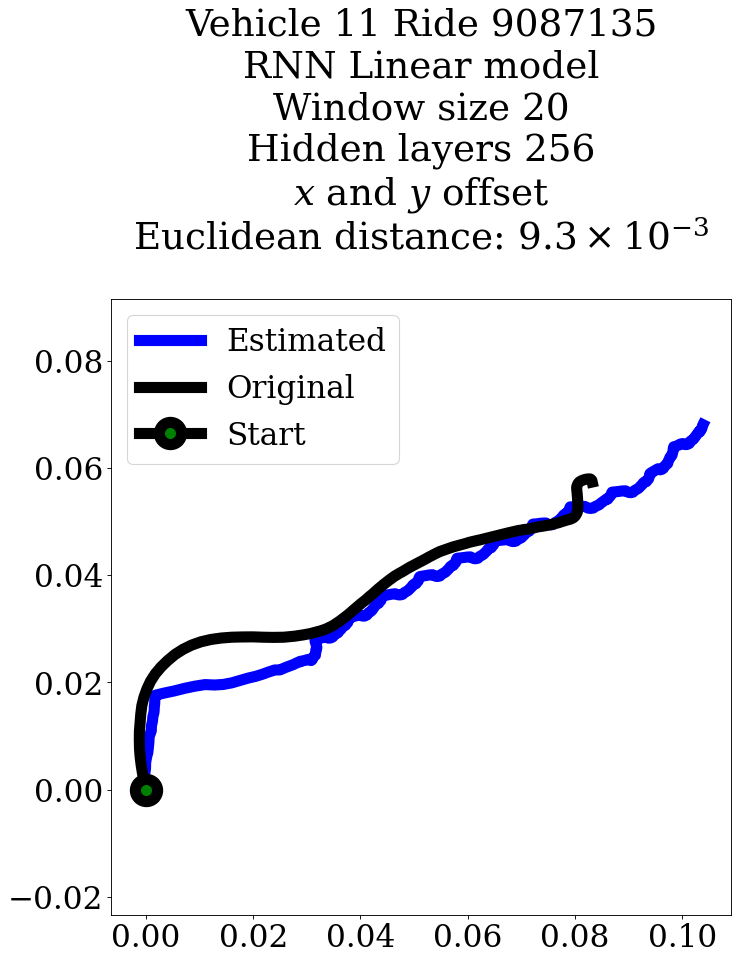 Vehicle 11 Ride 9087135
RNN Linear model
Window size 20
Hidden layers 256
x and y offset
Euclidean distance: 9.3 × 10⁻³
Estimated
Original
Start
0.08
0.06
0.04
0.02
0.00
−0.02
0.00 0.02 0.04 0.06 0.08 0.10